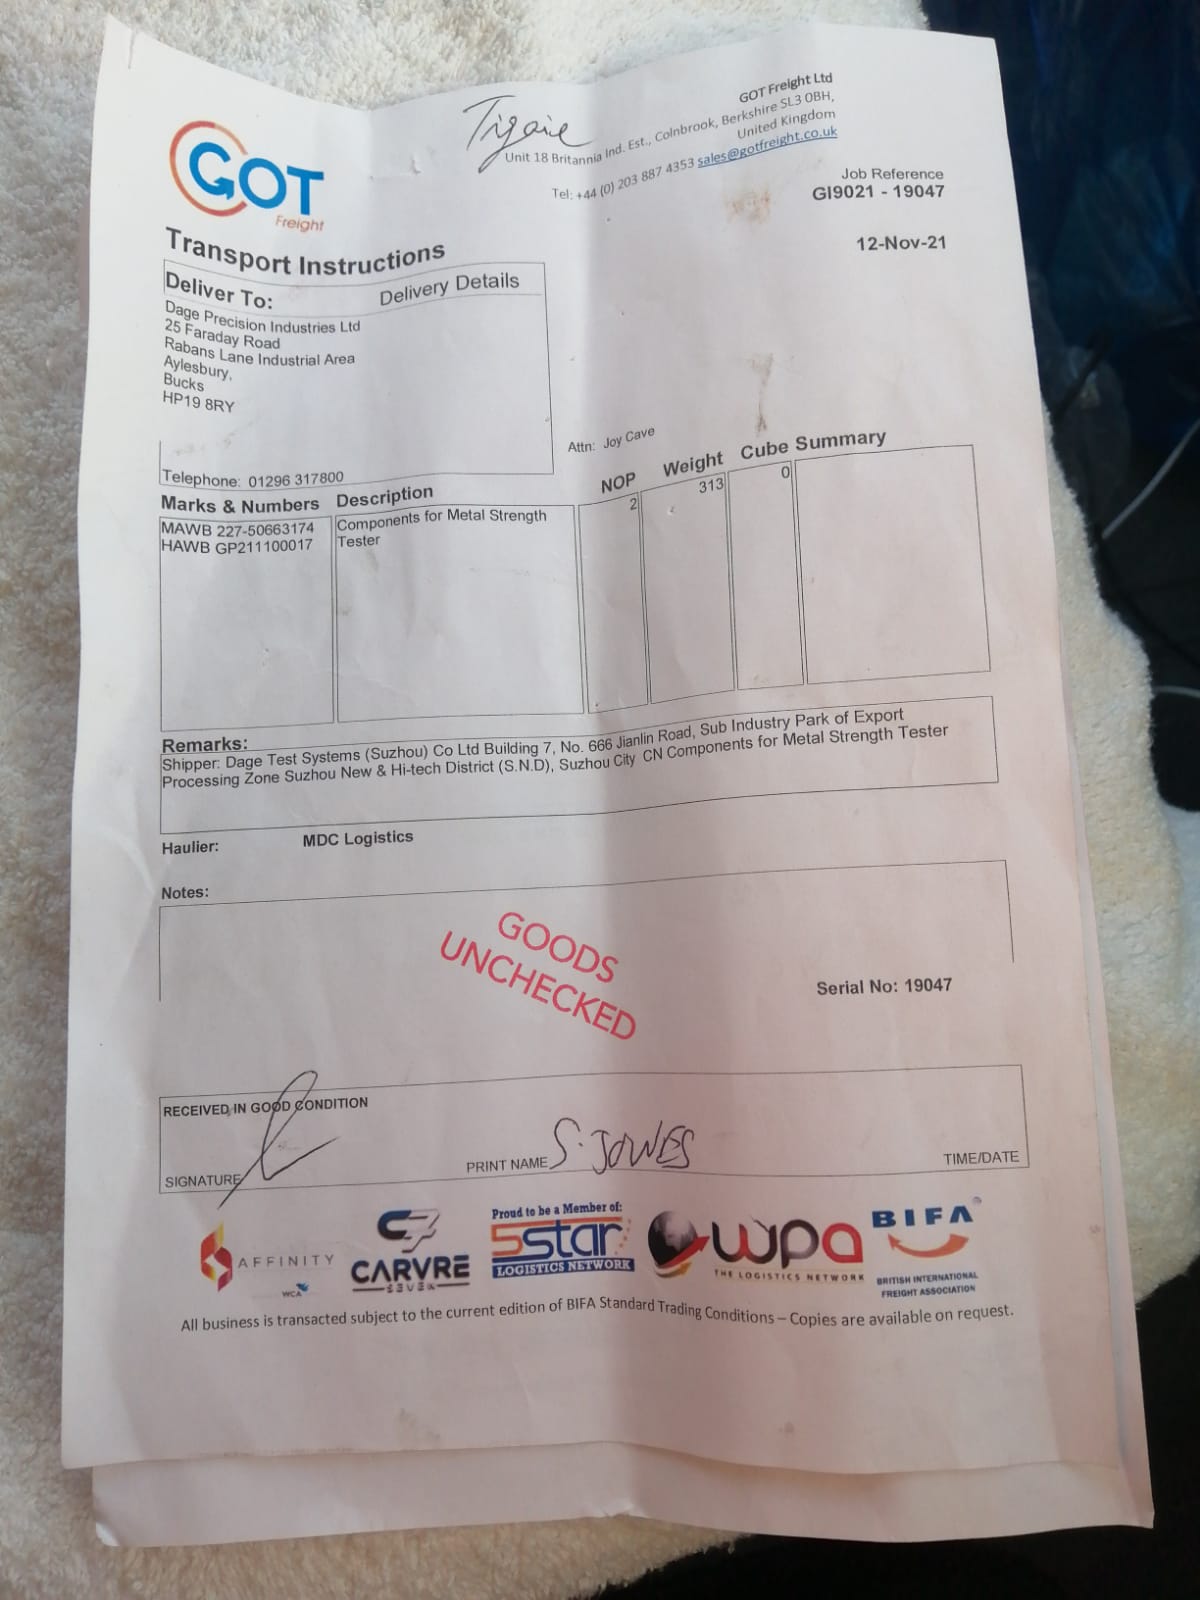 Tigaie
GOT Freight Ltd
Unit 18 Britannia Ind. Est., Colnbrook, Berkshire SL3 0BH,
United Kingdom
Tel: +44 (0) 203 887 4353 sales@gotfreight.co.uk
GOT
Freight
Job Reference
GI9021 - 19047
12-Nov-21
Transport Instructions
Deliver To: Delivery Details
Dage Precision Industries Ltd
25 Faraday Road
Rabans Lane Industrial Area
Aylesbury,
Bucks
HP19 8RY
Attn: Joy Cave
Telephone: 01296 317800
Marks & Numbers Description NOP Weight Cube Summary
MAWB 227-50663174 Components for Metal Strength 2 313 0
HAWB GP211100017 Tester
Remarks:
Shipper: Dage Test Systems (Suzhou) Co Ltd Building 7, No. 666 Jianlin Road, Sub Industry Park of Export
Processing Zone Suzhou New & Hi-tech District (S.N.D), Suzhou City CN Components for Metal Strength Tester
Haulier: MDC Logistics
Notes:
GOODS
UNCHECKED
Serial No: 19047
RECEIVED IN GOOD CONDITION
SIGNATURE PRINT NAME S. JONES TIME/DATE
AFFINITY
WCA
CARVRE
SEVEN
Proud to be a Member of:
5star
LOGISTICS NETWORK
wpa
THE LOGISTICS NETWORK
BIFA
BRITISH INTERNATIONAL
FREIGHT ASSOCIATION
All business is transacted subject to the current edition of BIFA Standard Trading Conditions – Copies are available on request.